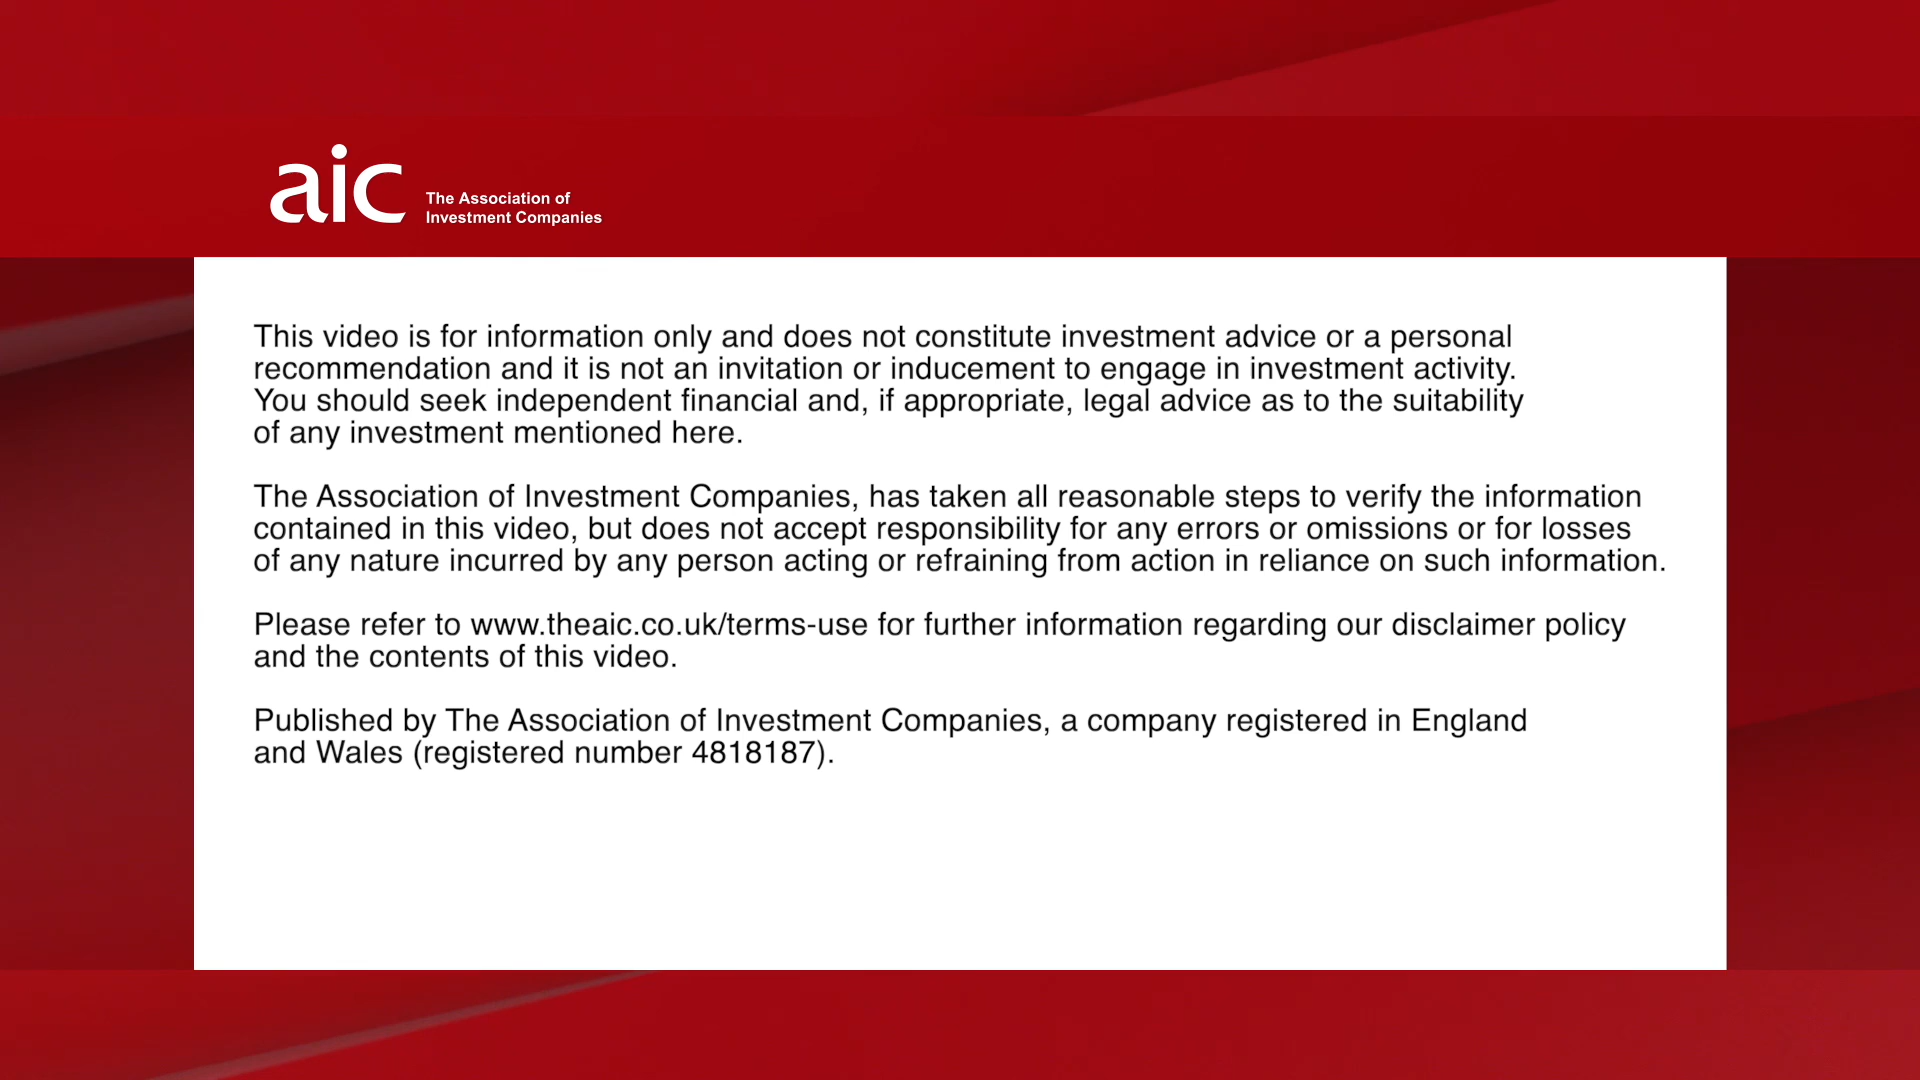 aic
The Association of
Investment Companies
This video is for information only and does not constitute investment advice or a personal
recommendation and it is not an invitation or inducement to engage in investment activity.
You should seek independent financial and, if appropriate, legal advice as to the suitability
of any investment mentioned here.
The Association of Investment Companies, has taken all reasonable steps to verify the information
contained in this video, but does not accept responsibility for any errors or omissions or for losses
of any nature incurred by any person acting or refraining from action in reliance on such information.
Please refer to www.theaic.co.uk/terms-use for further information regarding our disclaimer policy
and the contents of this video.
Published by The Association of Investment Companies, a company registered in England
and Wales (registered number 4818187).